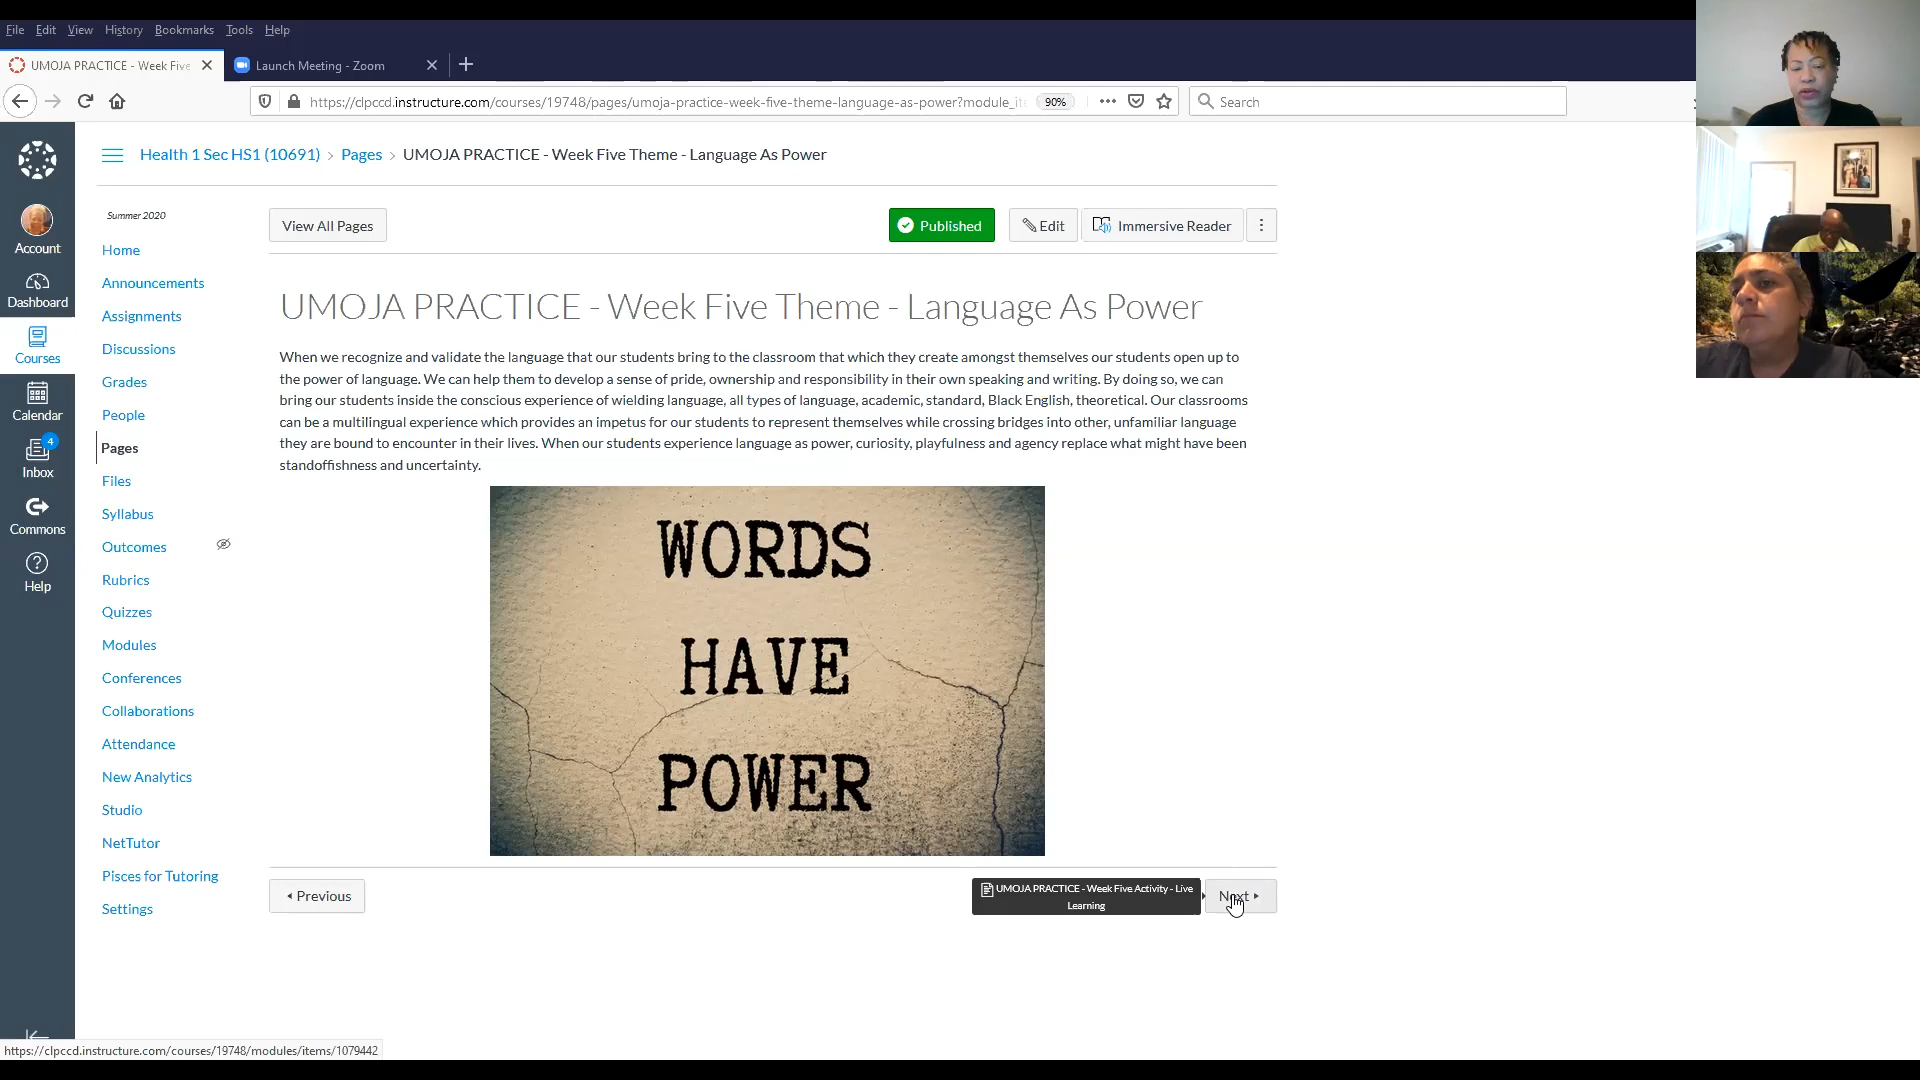 File Edit View History Bookmarks Tools Help
UMOJA PRACTICE - Week Five
Launch Meeting - Zoom
https://clpccd.instructure.com/courses/19748/pages/umoja-practice-week-five-theme-language-as-power?module_it
90%
Search
Health 1 Sec HS1 (10691) › Pages › UMOJA PRACTICE - Week Five Theme - Language As Power
Account
Dashboard
Courses
Calendar
4
Inbox
Commons
Help
Summer 2020
Home
Announcements
Assignments
Discussions
Grades
People
Pages
Files
Syllabus
Outcomes
Rubrics
Quizzes
Modules
Conferences
Collaborations
Attendance
New Analytics
Studio
NetTutor
Pisces for Tutoring
Settings
View All Pages
Published
Edit
Immersive Reader
UMOJA PRACTICE - Week Five Theme - Language As Power
When we recognize and validate the language that our students bring to the classroom that which they create amongst themselves our students open up to
the power of language. We can help them to develop a sense of pride, ownership and responsibility in their own speaking and writing. By doing so, we can
bring our students inside the conscious experience of wielding language, all types of language, academic, standard, Black English, theoretical. Our classrooms
can be a multilingual experience which provides an impetus for our students to represent themselves while crossing bridges into other, unfamiliar language
they are bound to encounter in their lives. When our students experience language as power, curiosity, playfulness and agency replace what might have been
standoffishness and uncertainty.
WORDS
HAVE
POWER
Previous
UMOJA PRACTICE - Week Five Activity - Live
Learning
Next
https://clpccd.instructure.com/courses/19748/modules/items/1079442